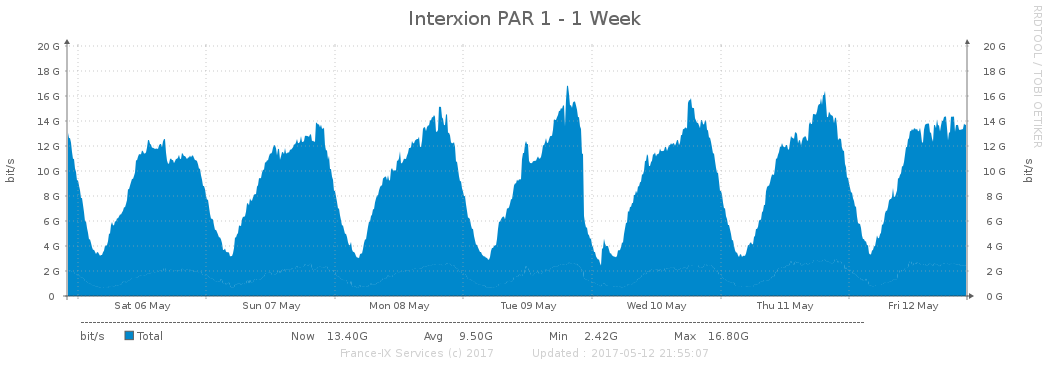 Interxion PAR 1 - 1 Week
RRDTOOL / TOBI OETIKER
bit/s
bit/s
20 G 20 G
18 G 18 G
16 G 16 G
14 G 14 G
12 G 12 G
10 G 10 G
8 G 8 G
6 G 6 G
4 G 4 G
2 G 2 G
0 0 G
Sat 06 May Sun 07 May Mon 08 May Tue 09 May Wed 10 May Thu 11 May Fri 12 May
bit/s Total Now 13.40G Avg 9.50G Min 2.42G Max 16.80G
France-IX Services (c) 2017 Updated : 2017-05-12 21:55:07